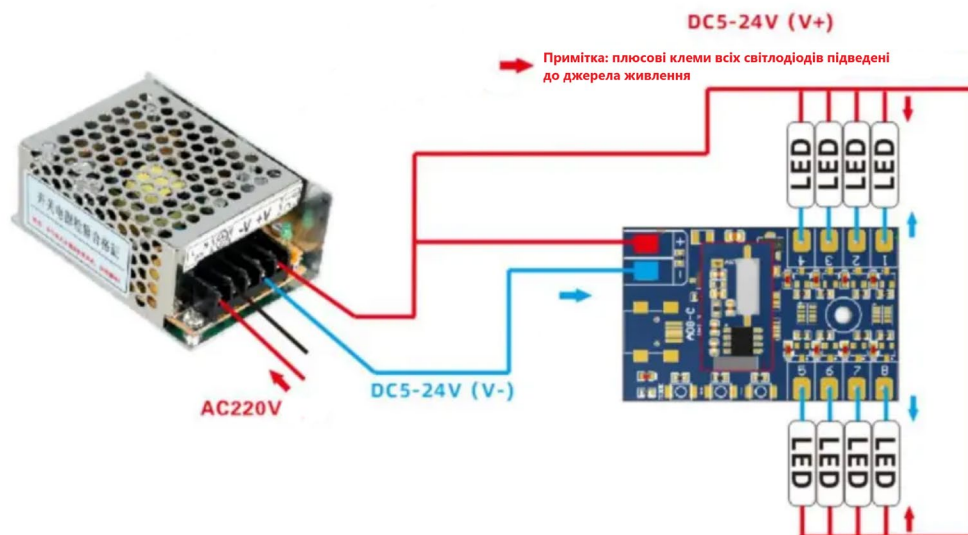 DC5-24V (V+)
Примітка: плюсові клеми всіх світлодіодів підведені
до джерела живлення
LED LED LED LED
V+ V-
+
-
4 3 2 1
A08-C
5 6 7 8
DC5-24V (V-)
AC220V
LED LED LED LED